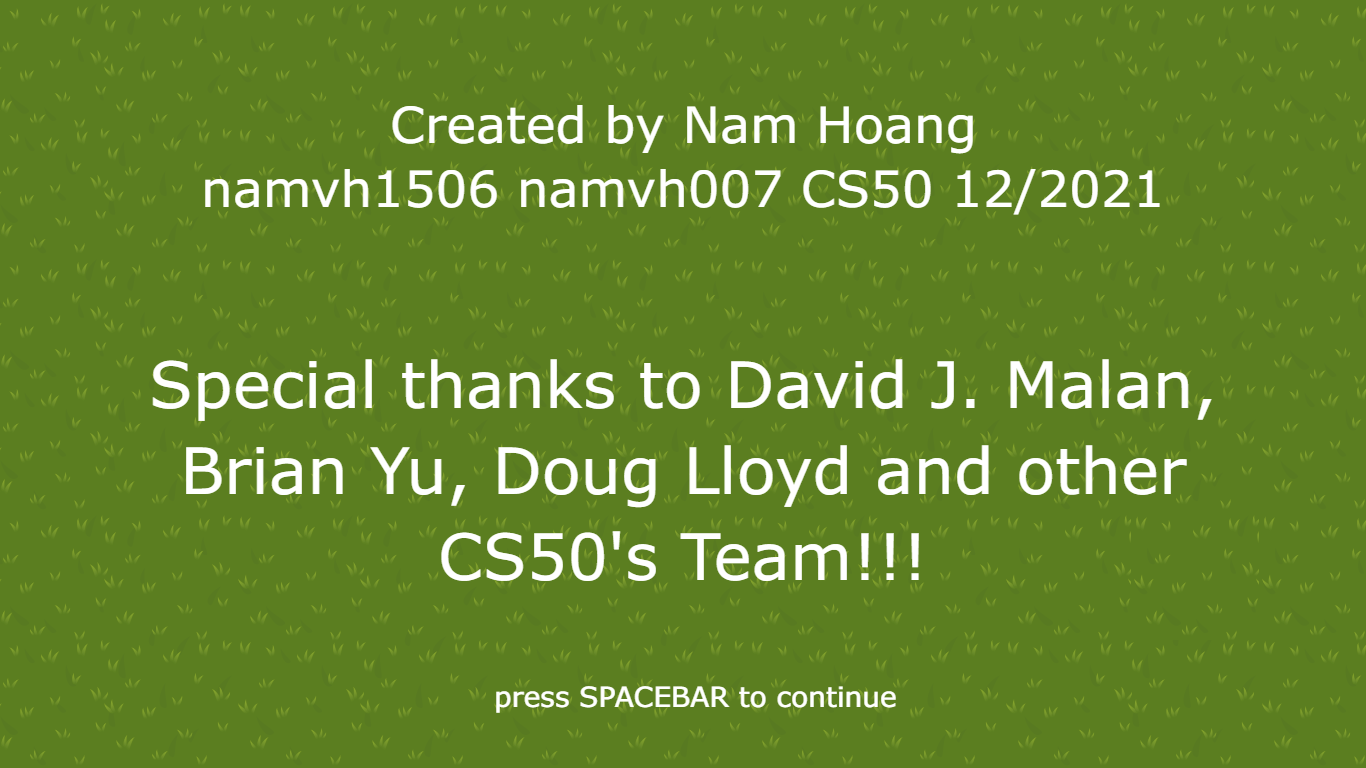 Created by Nam Hoang
namvh1506 namvh007 CS50 12/2021
Special thanks to David J. Malan,
Brian Yu, Doug Lloyd and other
CS50's Team!!!
press SPACEBAR to continue